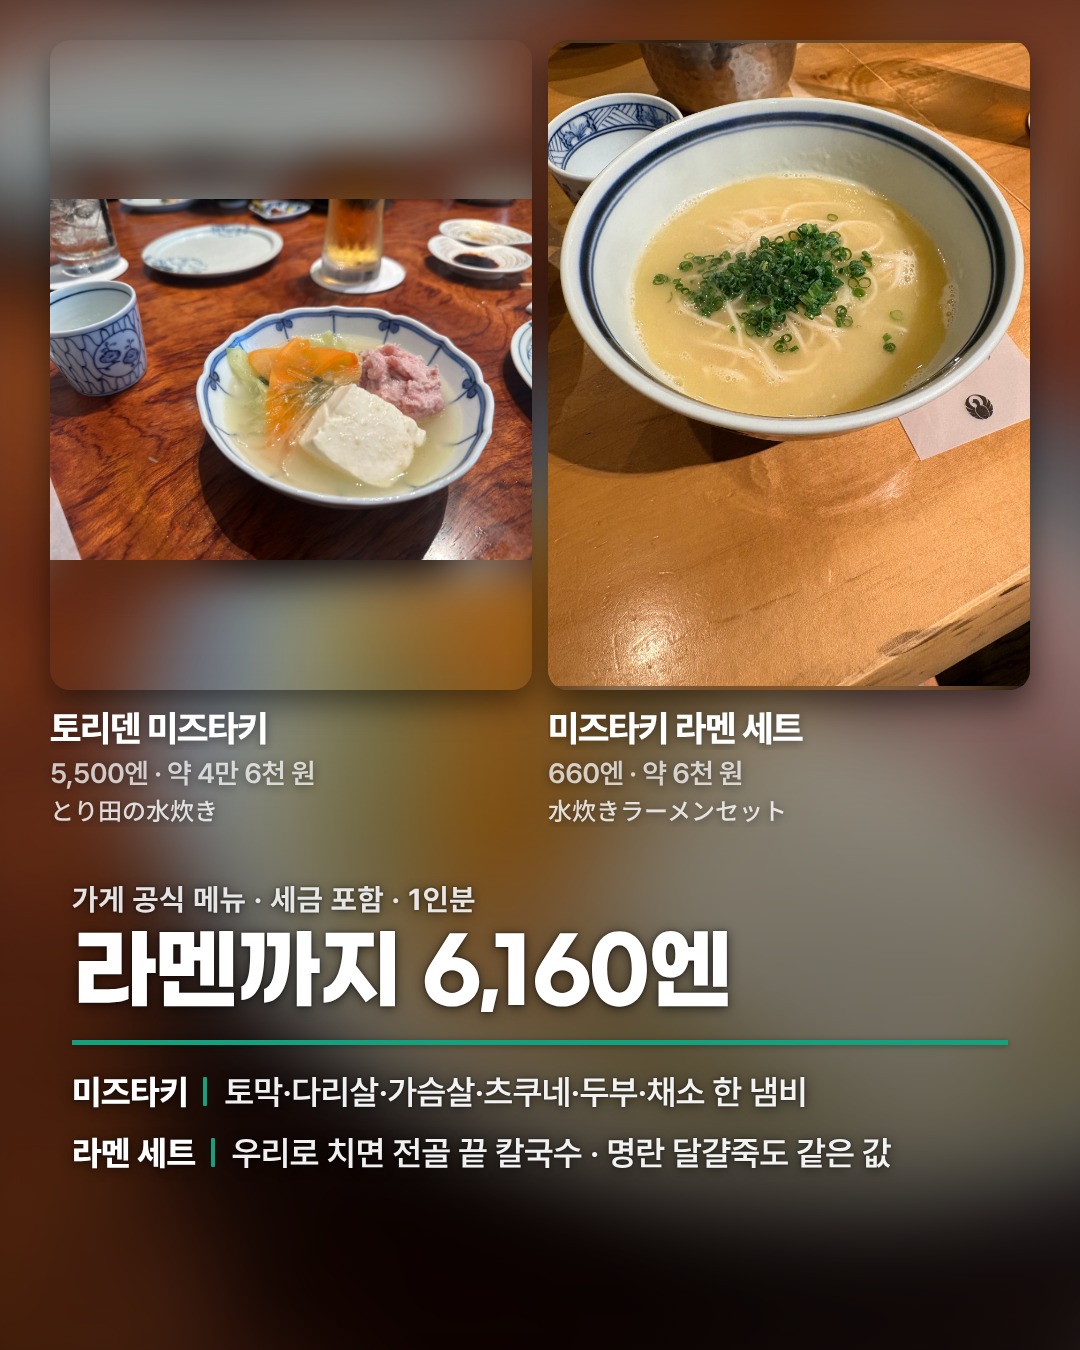 토리덴 미즈타키
5,500엔 · 약 4만 6천 원
とり田の水炊き
미즈타키 라멘 세트
660엔 · 약 6천 원
水炊きラーメンセット
가게 공식 메뉴 · 세금 포함 · 1인분
라멘까지 6,160엔
미즈타키 | 토막·다리살·가슴살·츠쿠네·두부·채소 한 냄비
라멘 세트 | 우리로 치면 전골 끝 칼국수 · 명란 달걀죽도 같은 값